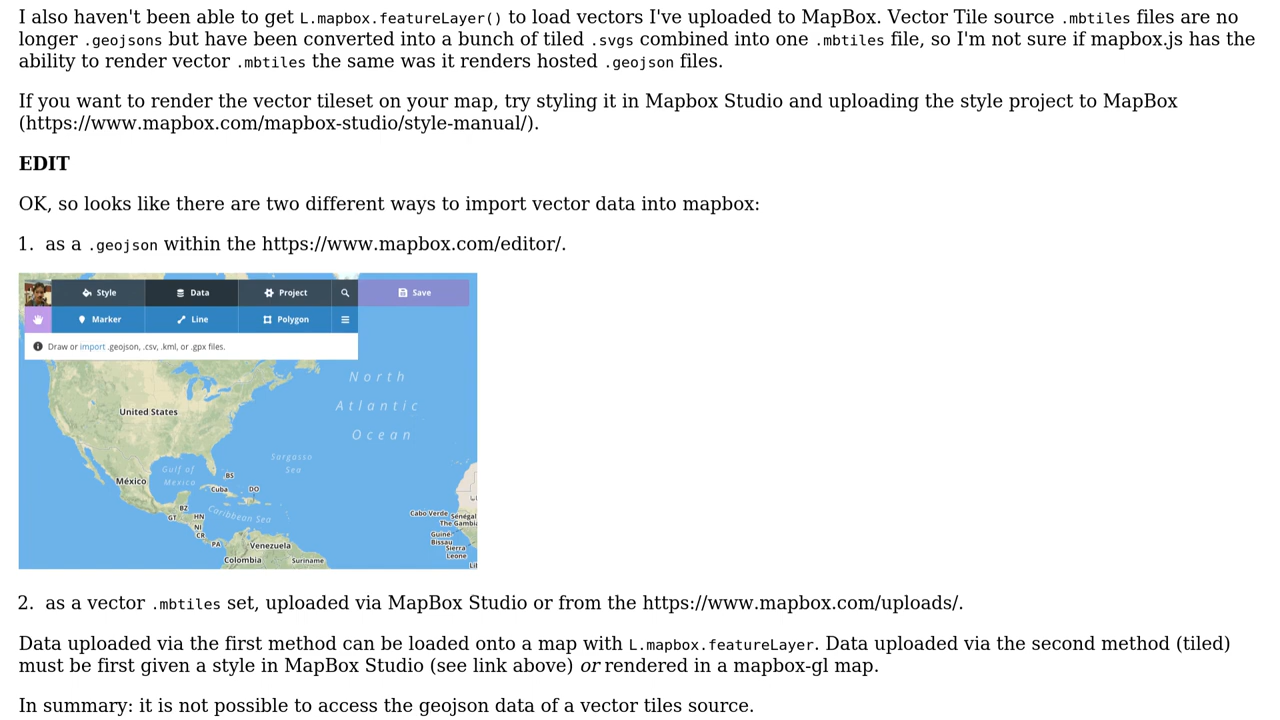 I also haven't been able to get L.mapbox.featureLayer() to load vectors I've uploaded to MapBox. Vector Tile source .mbtiles files are no
longer .geojsons but have been converted into a bunch of tiled .svgs combined into one .mbtiles file, so I'm not sure if mapbox.js has the
ability to render vector .mbtiles the same was it renders hosted .geojson files.
If you want to render the vector tileset on your map, try styling it in Mapbox Studio and uploading the style project to MapBox
(https://www.mapbox.com/mapbox-studio/style-manual/).
EDIT
OK, so looks like there are two different ways to import vector data into mapbox:
1. as a .geojson within the https://www.mapbox.com/editor/.
Style Data Project Save
Marker Line Polygon
Draw or import .geojson, .csv, .kml, or .gpx files.
North
Atlantic
Ocean
United States
Sargasso
Sea
Gulf of
Mexico
México
BS
Cuba
DO
BZ
GT
HN
Caribbean Sea
NI
CR
PA
Venezuela
Colombia
Suriname
Cabo Verde
Senegal
The Gambia
Guiné-
Bissau
Sierra
Leone
2. as a vector .mbtiles set, uploaded via MapBox Studio or from the https://www.mapbox.com/uploads/.
Data uploaded via the first method can be loaded onto a map with L.mapbox.featureLayer. Data uploaded via the second method (tiled)
must be first given a style in MapBox Studio (see link above) or rendered in a mapbox-gl map.
In summary: it is not possible to access the geojson data of a vector tiles source.